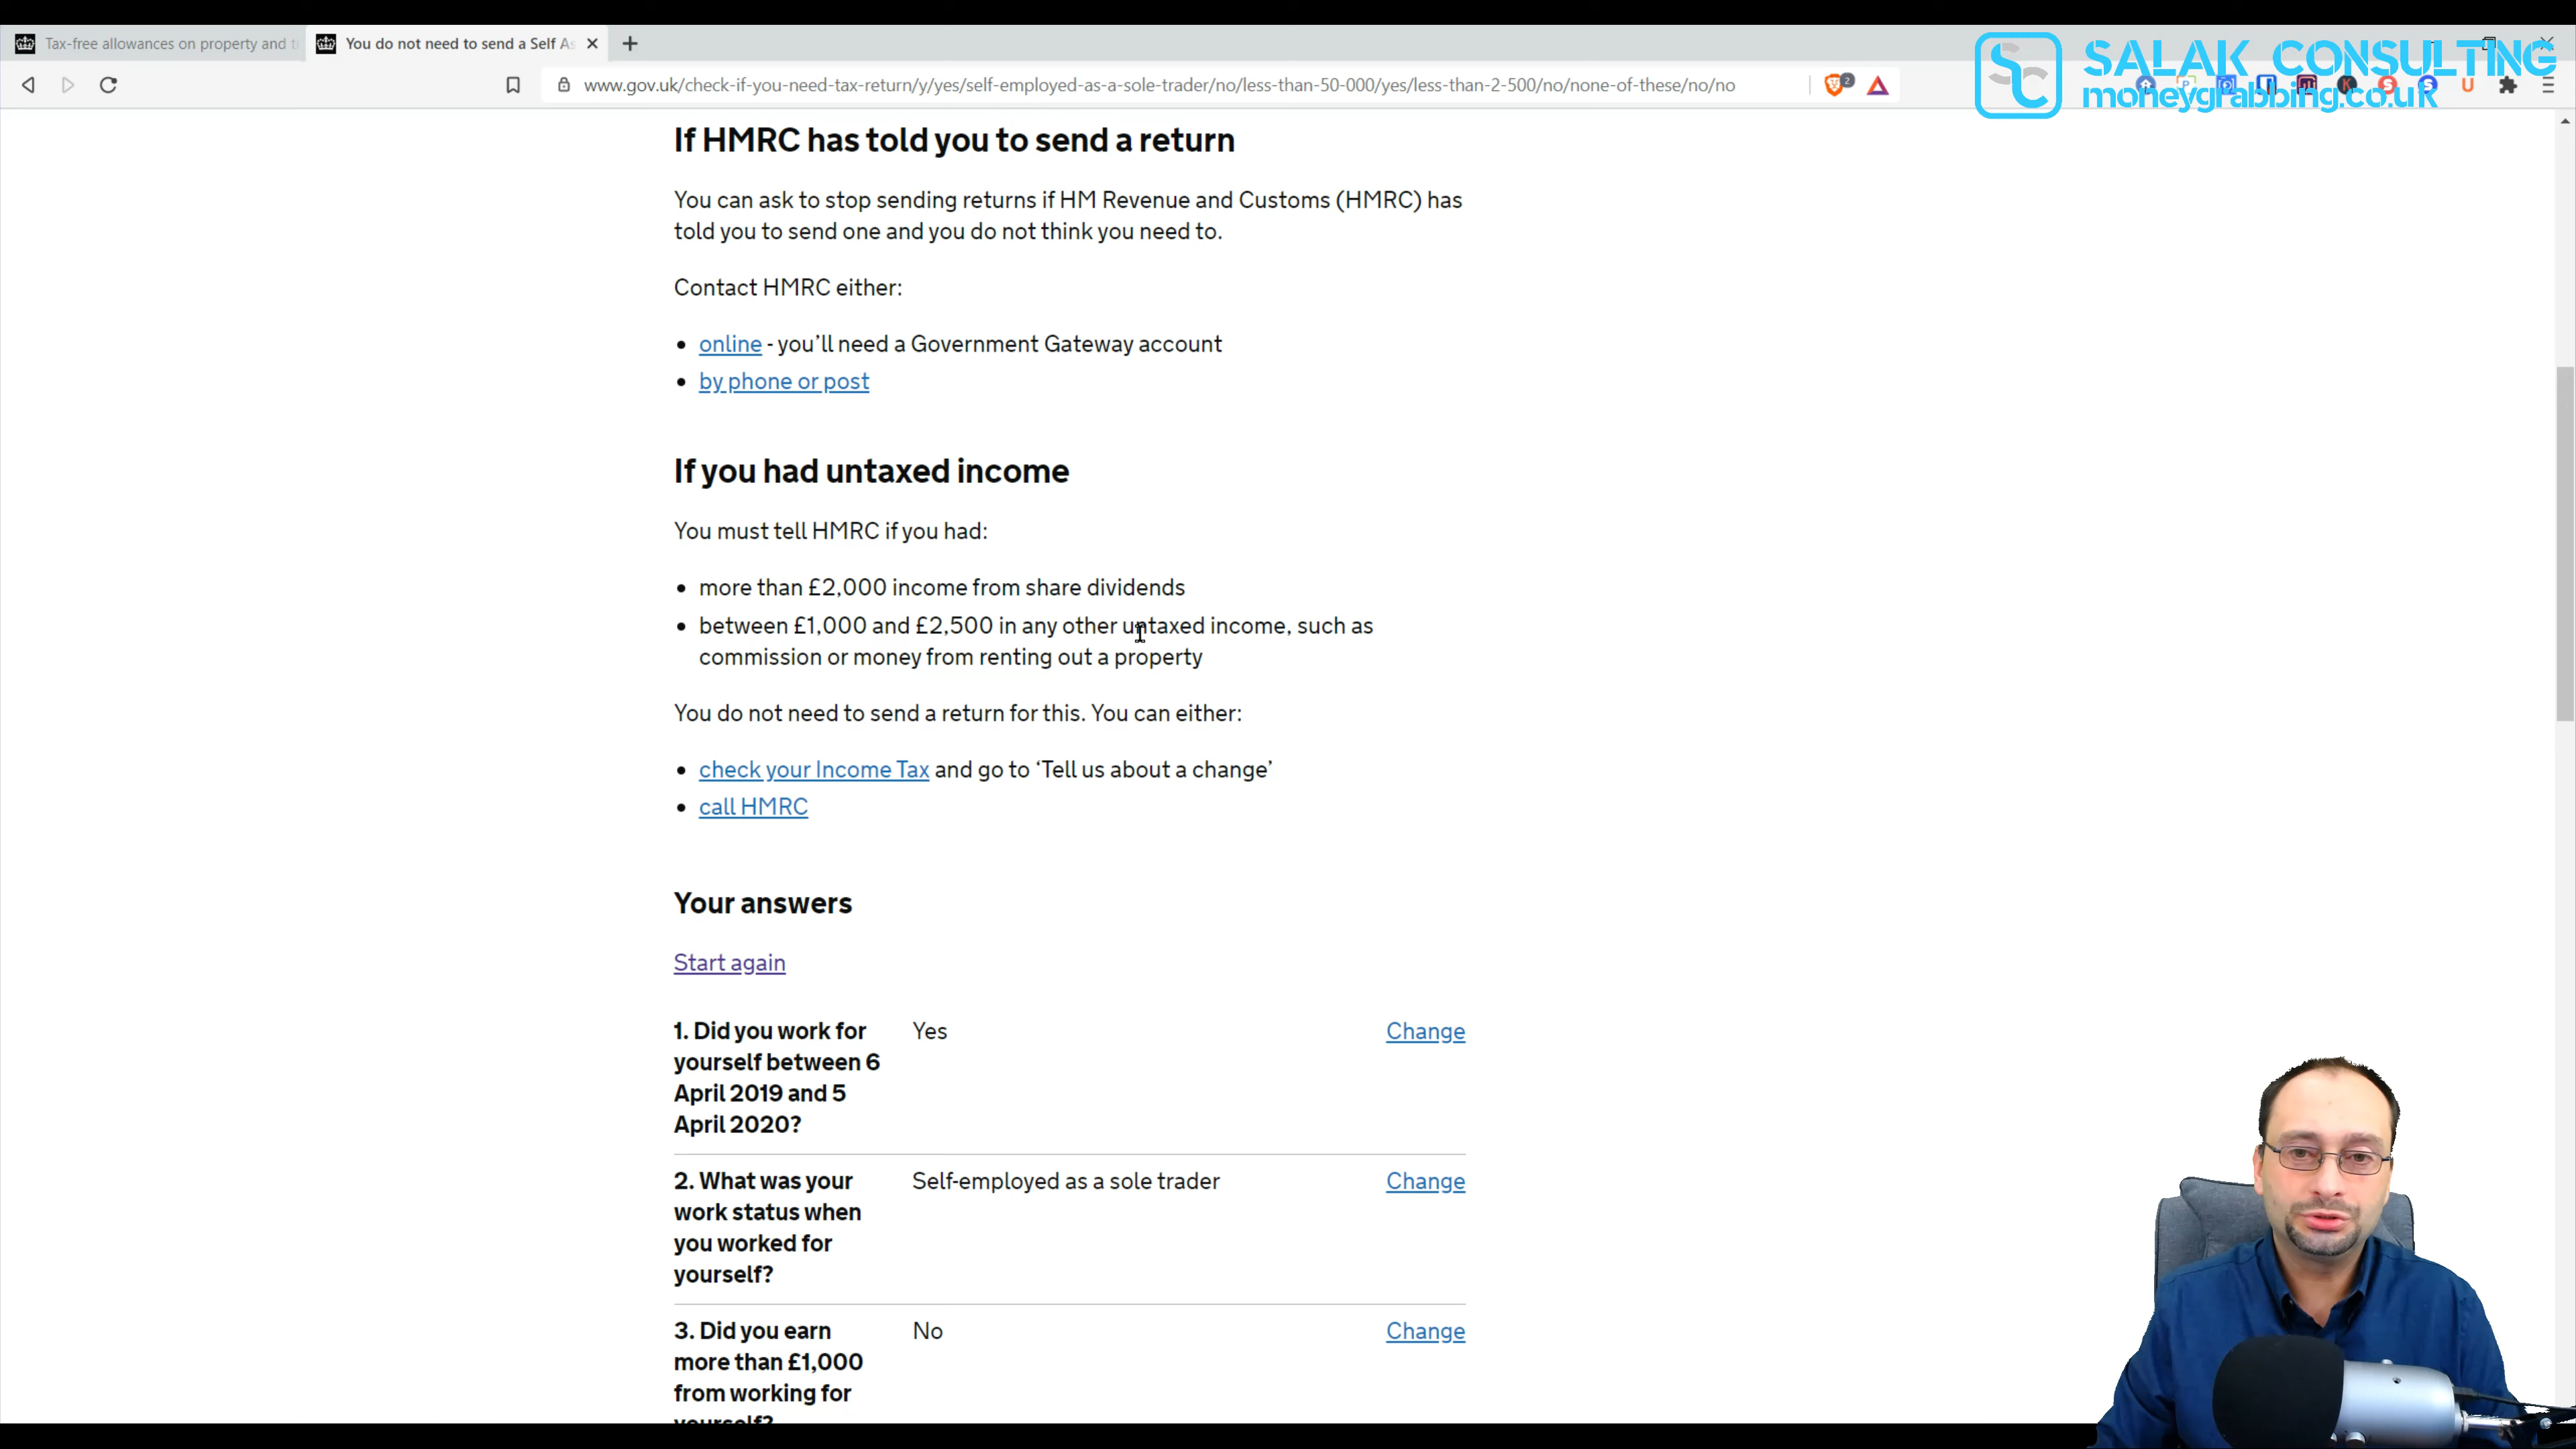 Tax-free allowances on property and t
You do not need to send a Self As
www.gov.uk/check-if-you-need-tax-return/y/yes/self-employed-as-a-sole-trader/no/less-than-50-000/yes/less-than-2-500/no/none-of-these/no/no
2
SC
SALAK CONSULTING
moneygrabbing.co.uk
If HMRC has told you to send a return
You can ask to stop sending returns if HM Revenue and Customs (HMRC) has
told you to send one and you do not think you need to.
Contact HMRC either:
• online - you’ll need a Government Gateway account
• by phone or post
If you had untaxed income
You must tell HMRC if you had:
• more than £2,000 income from share dividends
• between £1,000 and £2,500 in any other untaxed income, such as
commission or money from renting out a property
You do not need to send a return for this. You can either:
• check your Income Tax and go to ‘Tell us about a change’
• call HMRC
Your answers
Start again
1. Did you work for Yes Change
yourself between 6
April 2019 and 5
April 2020?
2. What was your Self-employed as a sole trader Change
work status when
you worked for
yourself?
3. Did you earn No Change
more than £1,000
from working for
yourself?